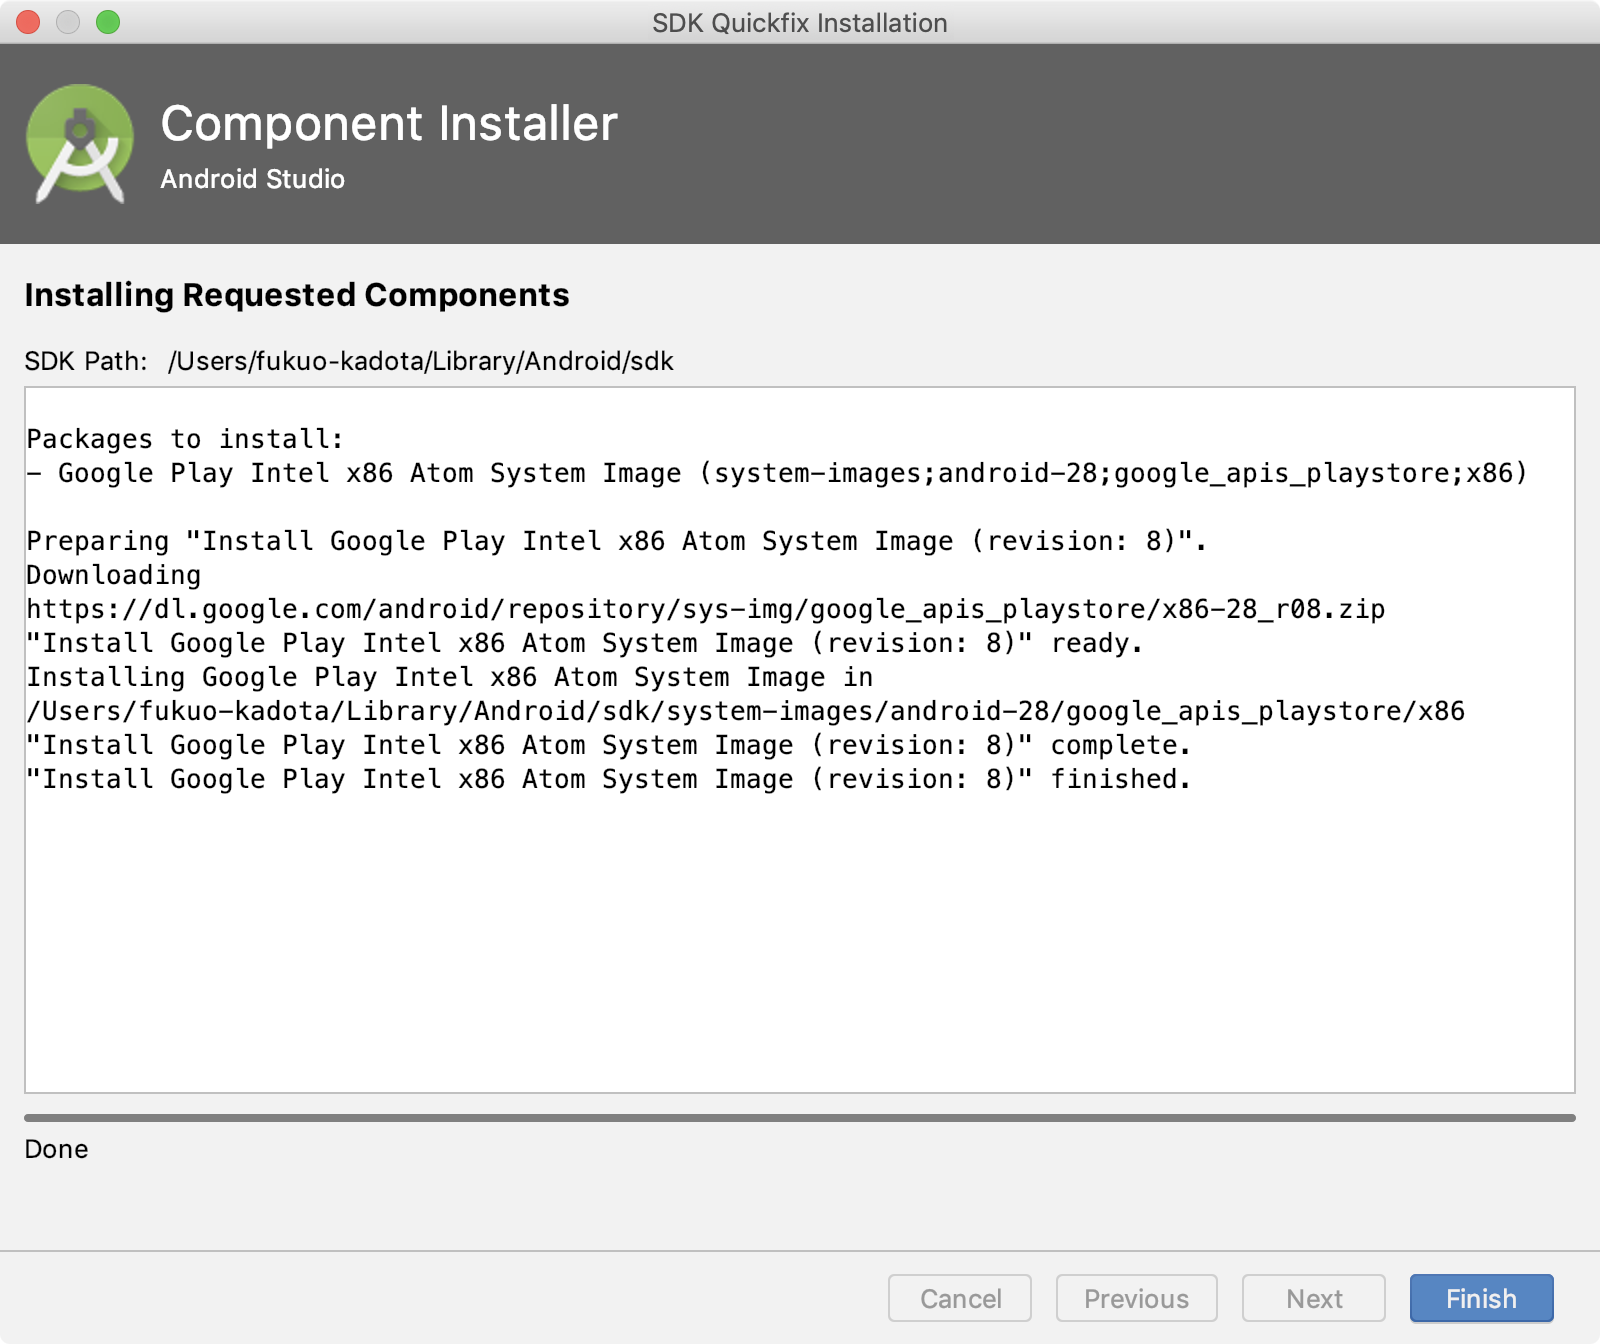 SDK Quickfix Installation
Component Installer
Android Studio
Installing Requested Components
SDK Path: /Users/fukuo-kadota/Library/Android/sdk
Packages to install:
- Google Play Intel x86 Atom System Image (system-images;android-28;google_apis_playstore;x86)
Preparing "Install Google Play Intel x86 Atom System Image (revision: 8)".
Downloading
https://dl.google.com/android/repository/sys-img/google_apis_playstore/x86-28_r08.zip
"Install Google Play Intel x86 Atom System Image (revision: 8)" ready.
Installing Google Play Intel x86 Atom System Image in
/Users/fukuo-kadota/Library/Android/sdk/system-images/android-28/google_apis_playstore/x86
"Install Google Play Intel x86 Atom System Image (revision: 8)" complete.
"Install Google Play Intel x86 Atom System Image (revision: 8)" finished.
Done
Cancel Previous Next Finish